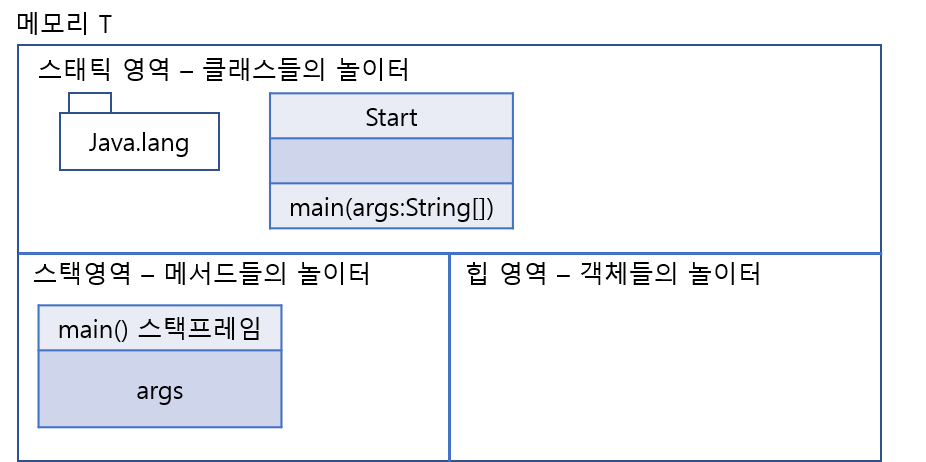 메모리 T
스태틱 영역 – 클래스들의 놀이터
Java.lang
Start
main(args:String[])
스택영역 – 메서드들의 놀이터
main() 스택프레임
args
힙 영역 – 객체들의 놀이터